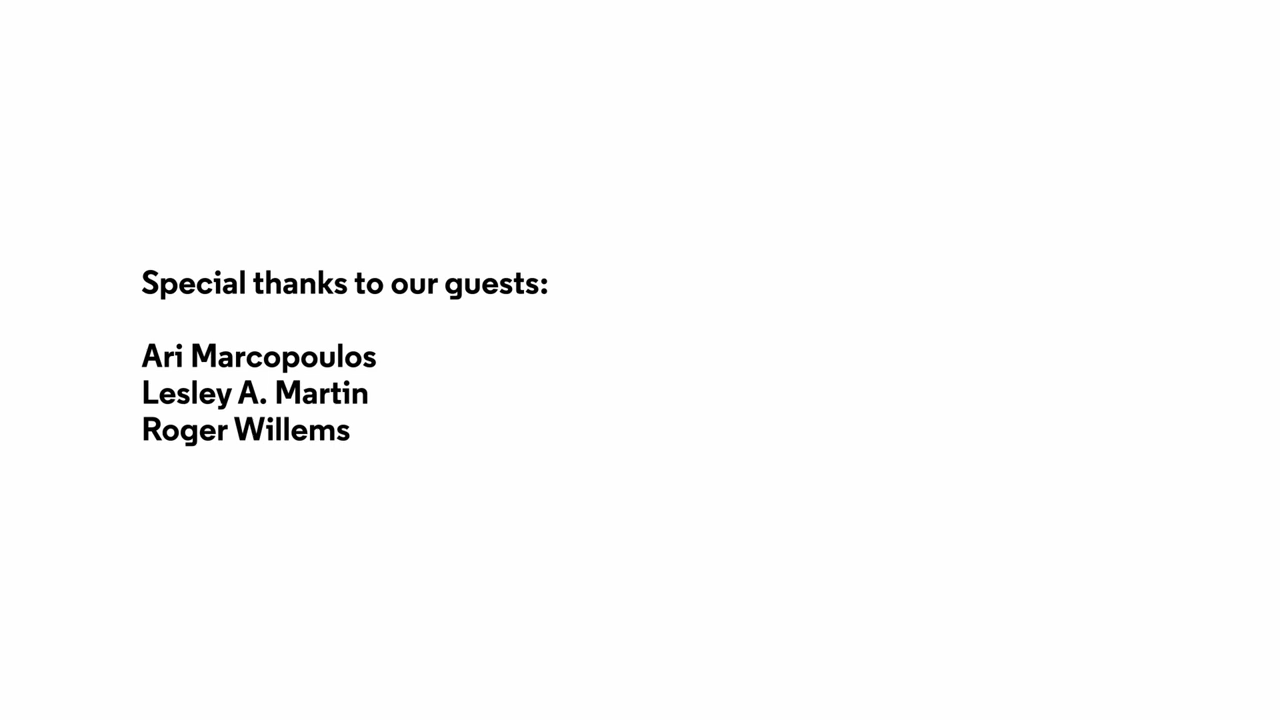 Special thanks to our guests:
Ari Marcopoulos
Lesley A. Martin
Roger Willems